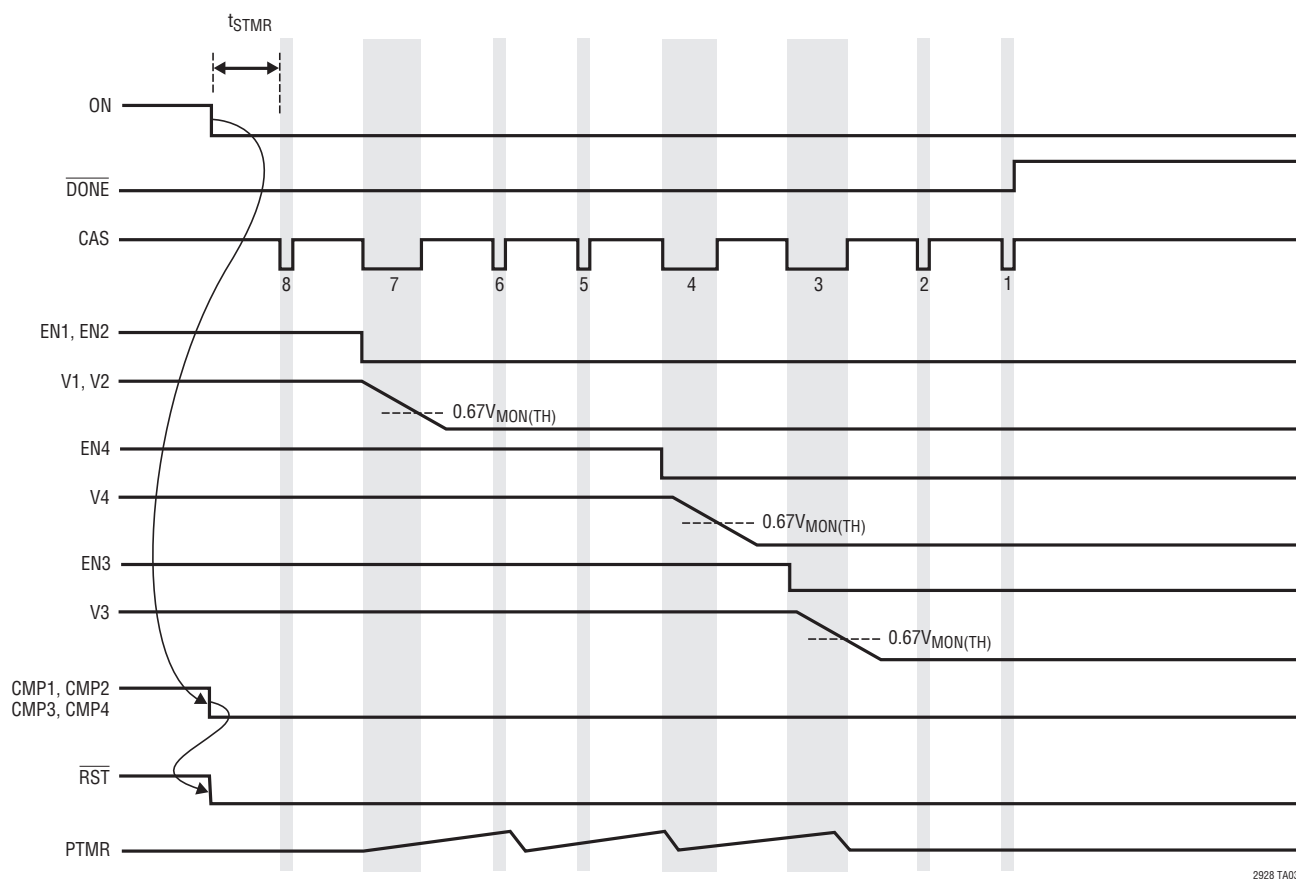 tSTMR
ON
DONE
CAS
8 7 6 5 4 3 2 1
EN1, EN2
V1, V2
0.67VMON(TH)
EN4
V4
0.67VMON(TH)
EN3
V3
0.67VMON(TH)
CMP1, CMP2
CMP3, CMP4
RST
PTMR
2928 TA03